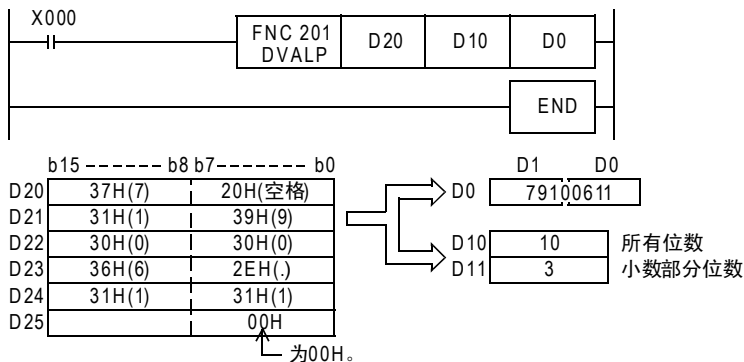 X000
FNC 201 DVALP D20 D10 D0
END
b15 ------ b8 b7------- b0
D20 37H(7) 20H(空格)
D21 31H(1) 39H(9)
D22 30H(0) 30H(0)
D23 36H(6) 2EH(.)
D24 31H(1) 31H(1)
D25 00H
为00H。
D1 D0
D0 79100611
D10 10 所有位数
D11 3 小数部分位数